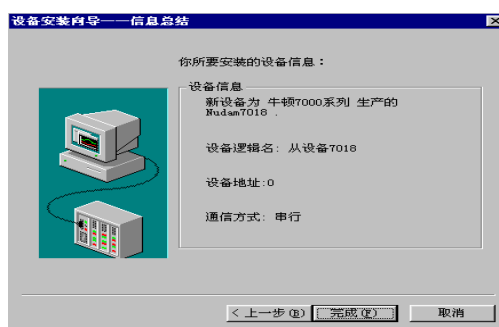 设备安装向导——信息总结
你所要安装的设备信息：
设备信息
新设备为 牛顿7000系列 生产的
Nudam7018 .
设备逻辑名: 从设备7018
设备地址:0
通信方式: 串行
< 上一步(B) 完成(F) 取消